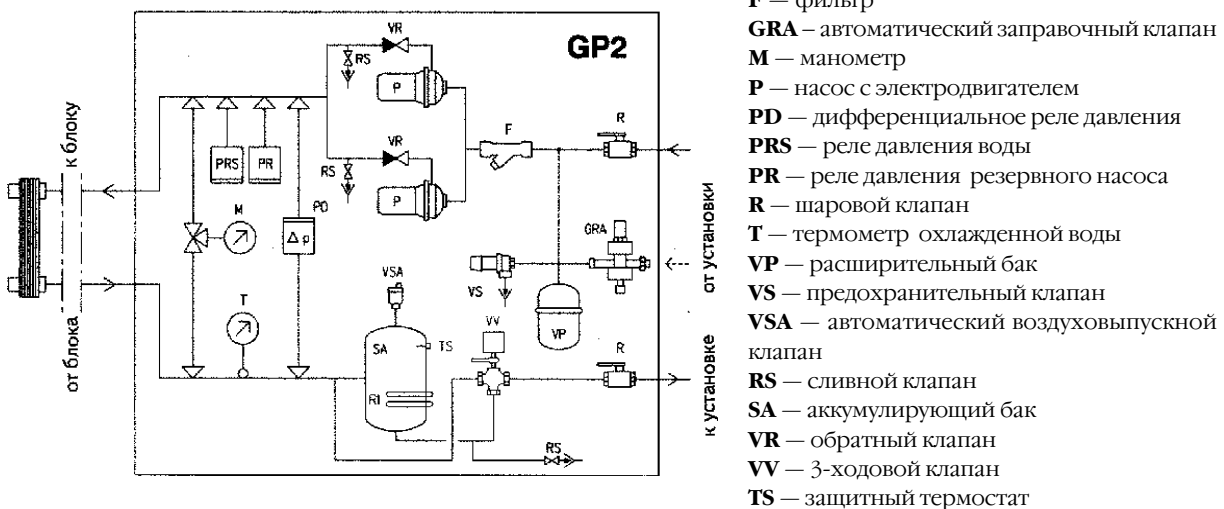 GP2
VR
RS
P
F
R
к блоку
PRS
PR
VR
RS
P
M
PD
Δ p
GRA
от установки
VSA
VS
T
VV
VP
SA
TS
R
от блока
RI
к установке
RS
F — фильтр
GRA – автоматический заправочный клапан
M — манометр
P — насос с электродвигателем
PD — дифференциальное реле давления
PRS — реле давления воды
PR — реле давления резервного насоса
R — шаровой клапан
T — термометр охлажденной воды
VP — расширительный бак
VS — предохранительный клапан
VSA — автоматический воздуховыпускной
клапан
RS — сливной клапан
SA — аккумулирующий бак
VR — обратный клапан
VV — 3-ходовой клапан
TS — защитный термостат